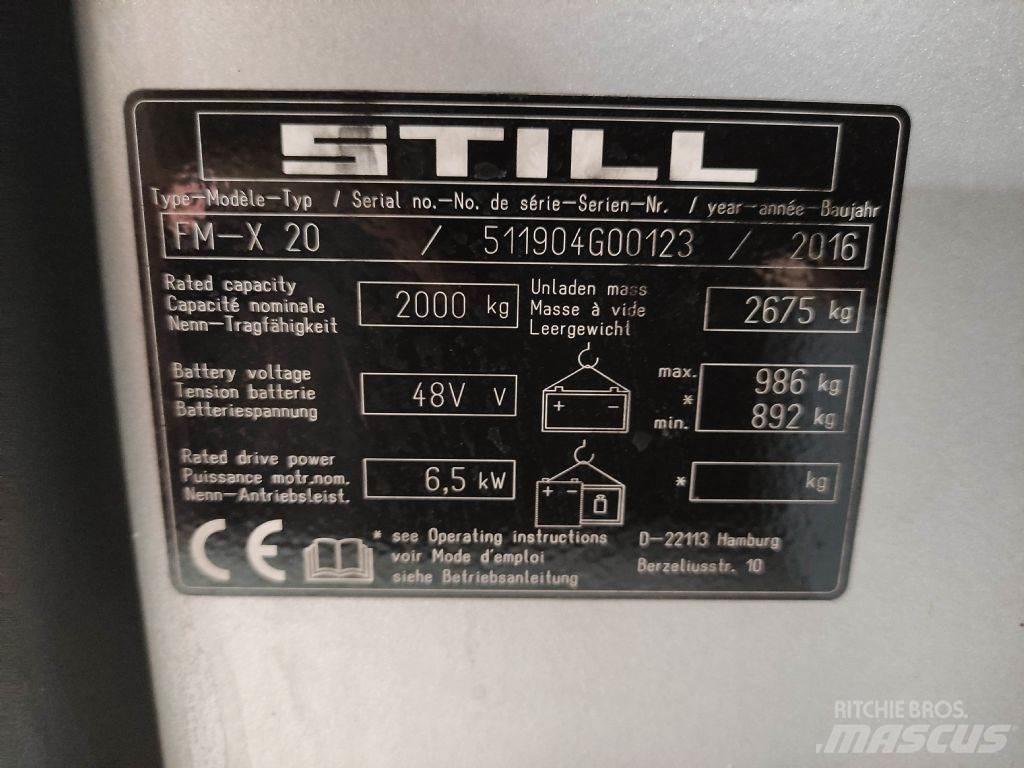 STILL
Type-Modèle-Typ / Serial no.-No. de série-Serien-Nr. / year-année-Baujahr
FM-X 20 / 511904G00123 / 2016
Rated capacity
Capacité nominale
Nenn-Tragfähigkeit
2000 kg
Unladen mass
Masse à vide
Leergewicht
2675 kg
Battery voltage
Tension batterie
Batteriespannung
48V V
+ -
max. 986 kg
*
min. 892 kg
Rated drive power
Puissance motr.nom.
Nenn-Antriebsleist.
6,5 kW
+ -
* kg
CE
* see Operating instructions
voir Mode d'emploi
siehe Betriebsanleitung
D-22113 Hamburg
Berzeliusstr. 10
RITCHIE BROS.
MASCUS